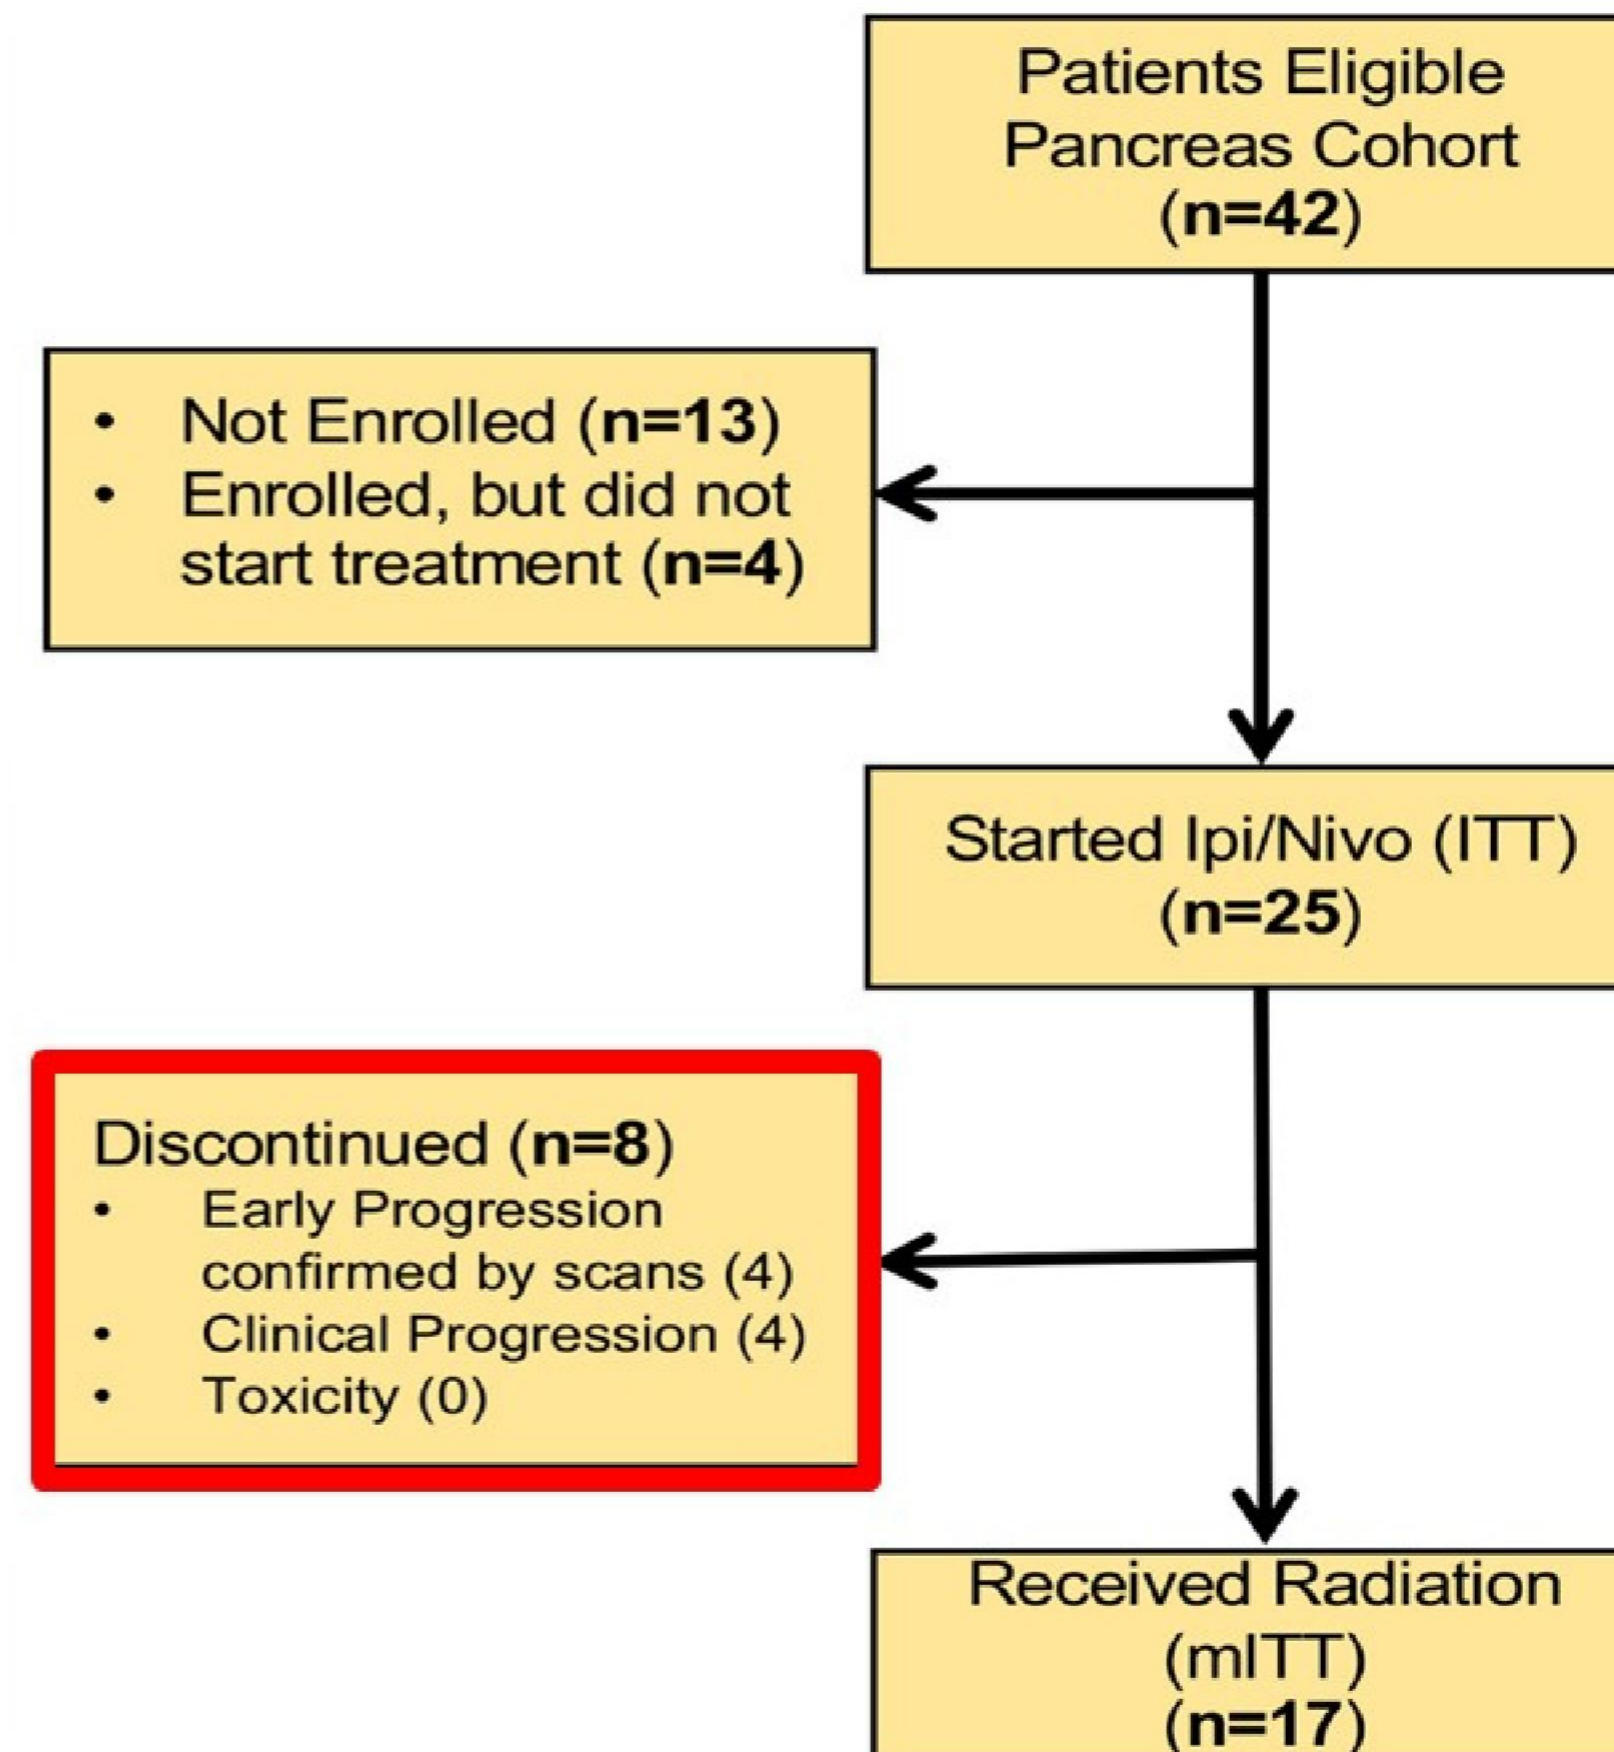 Patients Eligible
Pancreas Cohort
(n=42)
• Not Enrolled (n=13)
• Enrolled, but did not
start treatment (n=4)
Started Ipi/Nivo (ITT)
(n=25)
Discontinued (n=8)
• Early Progression
confirmed by scans (4)
• Clinical Progression (4)
• Toxicity (0)
Received Radiation
(mITT)
(n=17)